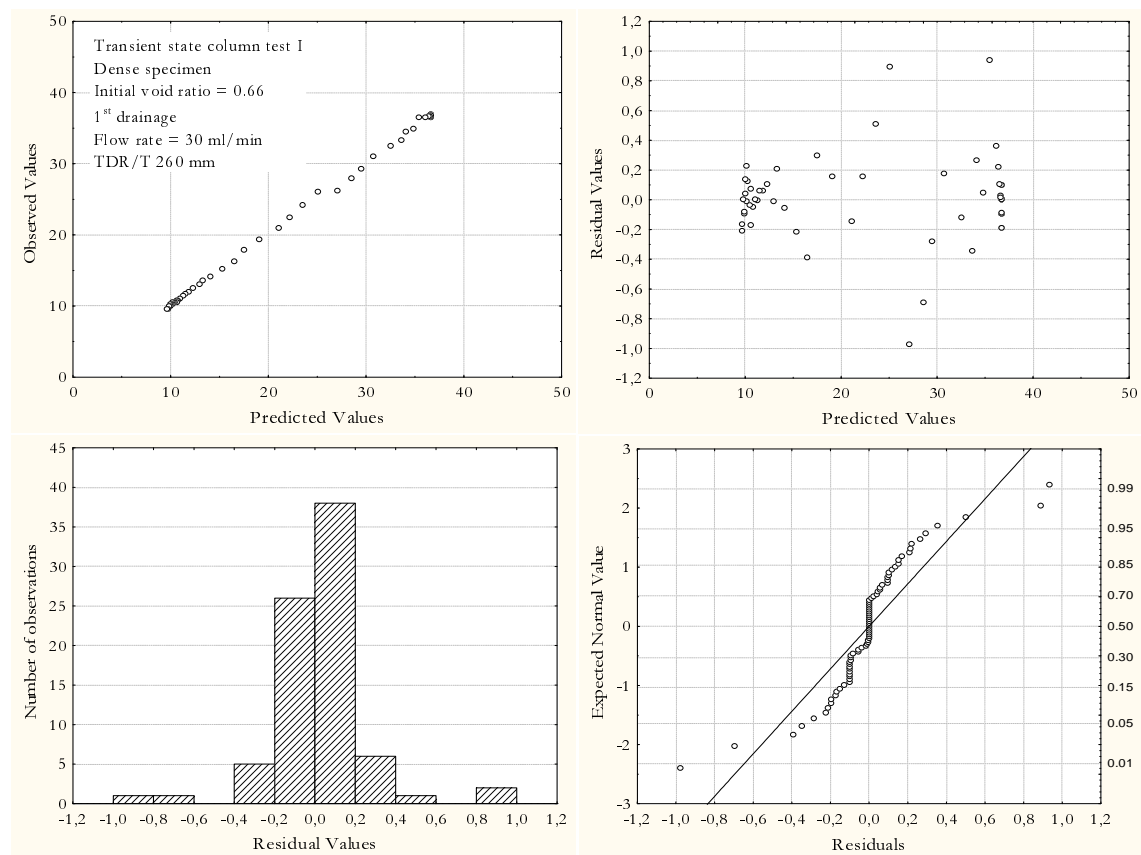 50
40
30
20
10
0
Observed Values
Transient state column test I
Dense specimen
Initial void ratio = 0.66
1st drainage
Flow rate = 30 ml/min
TDR/T 260 mm
0 10 20 30 40 50
Predicted Values
1,2
1,0
0,8
0,6
0,4
0,2
0,0
-0,2
-0,4
-0,6
-0,8
-1,0
-1,2
Residual Values
0 10 20 30 40 50
Predicted Values
45
40
35
30
25
20
15
10
5
0
Number of observations
-1,2 -1,0 -0,8 -0,6 -0,4 -0,2 0,0 0,2 0,4 0,6 0,8 1,0 1,2
Residual Values
3
2
1
0
-1
-2
-3
Expected Normal Value
0.99
0.95
0.85
0.70
0.50
0.30
0.15
0.05
0.01
-1,2 -1,0 -0,8 -0,6 -0,4 -0,2 0,0 0,2 0,4 0,6 0,8 1,0 1,2
Residuals